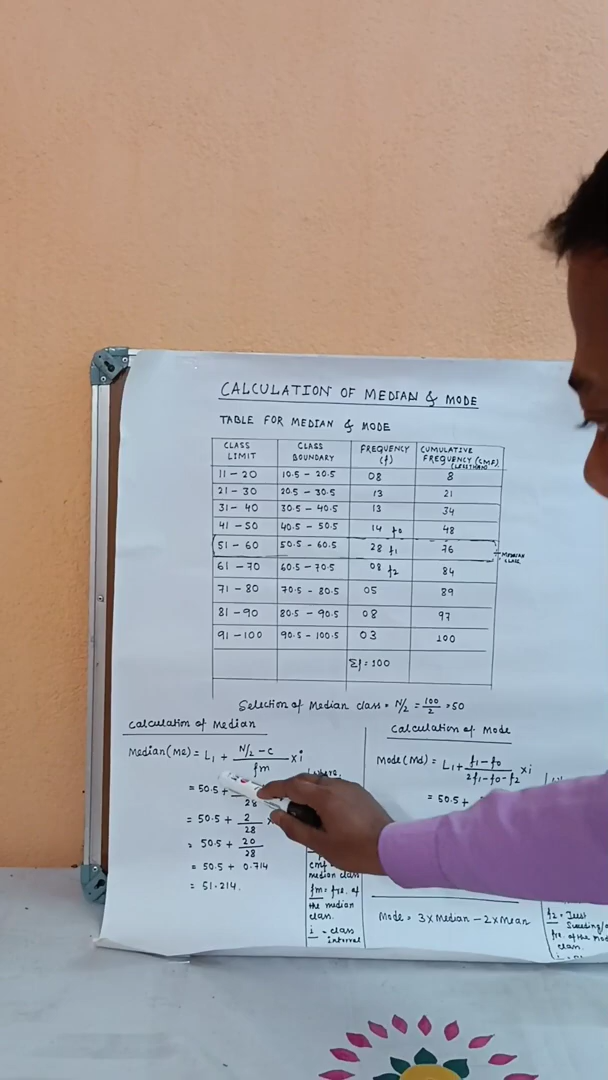 CALCULATION OF MEDIAN & MODE
TABLE FOR MEDIAN & MODE
CLASS LIMIT | CLASS BOUNDARY | FREQUENCY (f) | CUMULATIVE FREQUENCY (CMF) (LESS THAN)
11 - 20 | 10.5 - 20.5 | 08 | 8
21 - 30 | 20.5 - 30.5 | 13 | 21
31 - 40 | 30.5 - 40.5 | 13 | 34
41 - 50 | 40.5 - 50.5 | 14 f0 | 48
51 - 60 | 50.5 - 60.5 | 28 f1 | 76 MEDIAN CLASS
61 - 70 | 60.5 - 70.5 | 08 f2 | 84
71 - 80 | 70.5 - 80.5 | 05 | 89
81 - 90 | 80.5 - 90.5 | 08 | 97
91 - 100 | 90.5 - 100.5 | 03 | 100
Σf = 100
Selection of Median class = N/2 = 100/2 = 50
Calculation of Median
Median (Me) = L1 + (N/2 - c)/fm × i
= 50.5 +
28
= 50.5 + 2/28
= 50.5 + 20/28
= 50.5 + 0.714
= 51.214.
cmf
median class
fm = fre. of
the median
class.
i = class
interval
Calculation of Mode
Mode (Md) = L1 + (f1 - f0)/(2f1 - f0 - f2) × i
= 50.5 +
Mode = 3 × Median - 2 × Mean
f2 = Just
fre. of the
class.